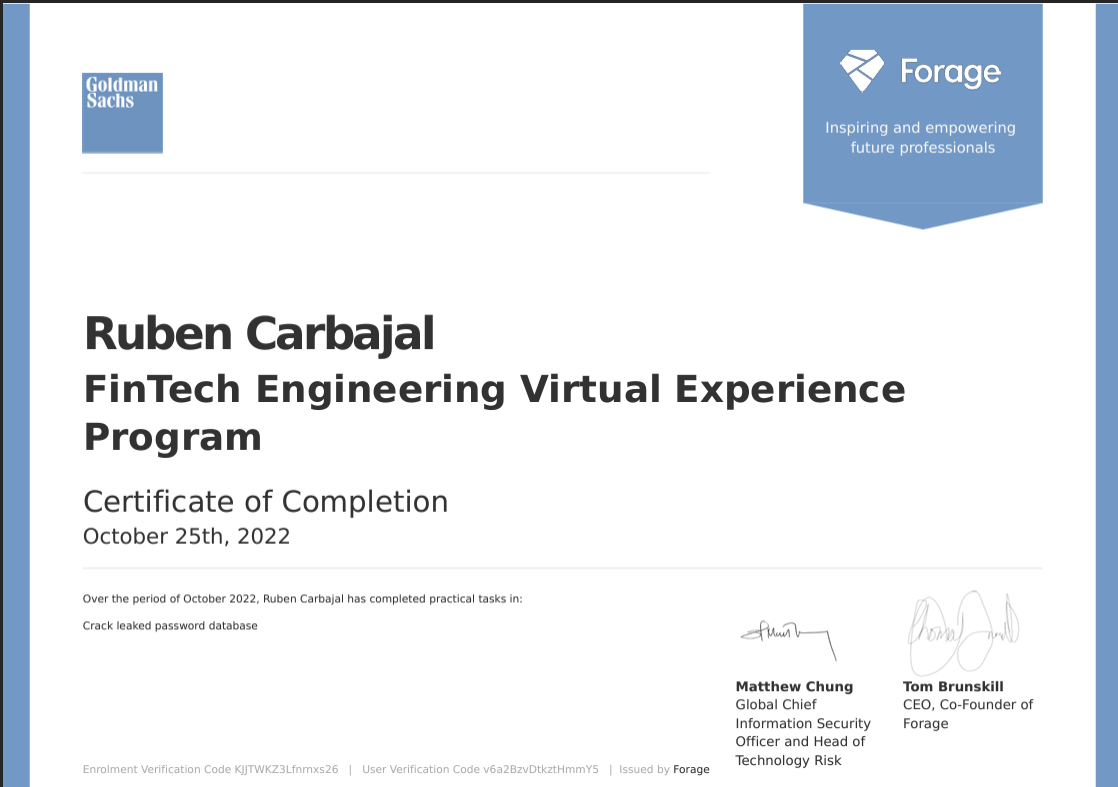 Goldman
Sachs
Forage
Inspiring and empowering
future professionals
Ruben Carbajal
FinTech Engineering Virtual Experience
Program
Certificate of Completion
October 25th, 2022
Over the period of October 2022, Ruben Carbajal has completed practical tasks in:
Crack leaked password database
Matthew Chung
Global Chief
Information Security
Officer and Head of
Technology Risk
Tom Brunskill
CEO, Co-Founder of
Forage
Enrolment Verification Code KJJTWKZ3Lfnrmxs26 | User Verification Code v6a2BzvDtkztHmmY5 | Issued by Forage